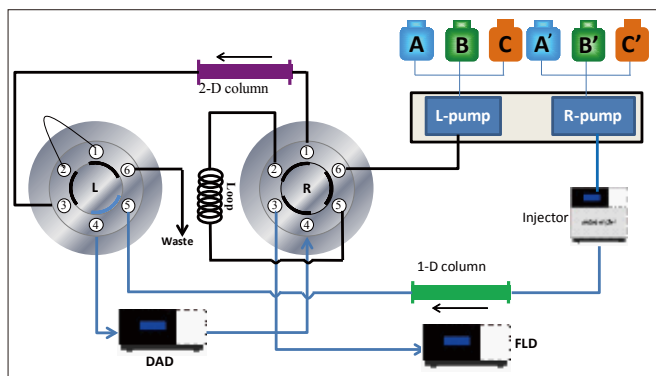 A
B
C
A'
B'
C'
L-pump
R-pump
2-D column
1
2
3
4
5
6
L
Waste
Loop
1
2
3
4
5
6
R
Injector
1-D column
DAD
FLD